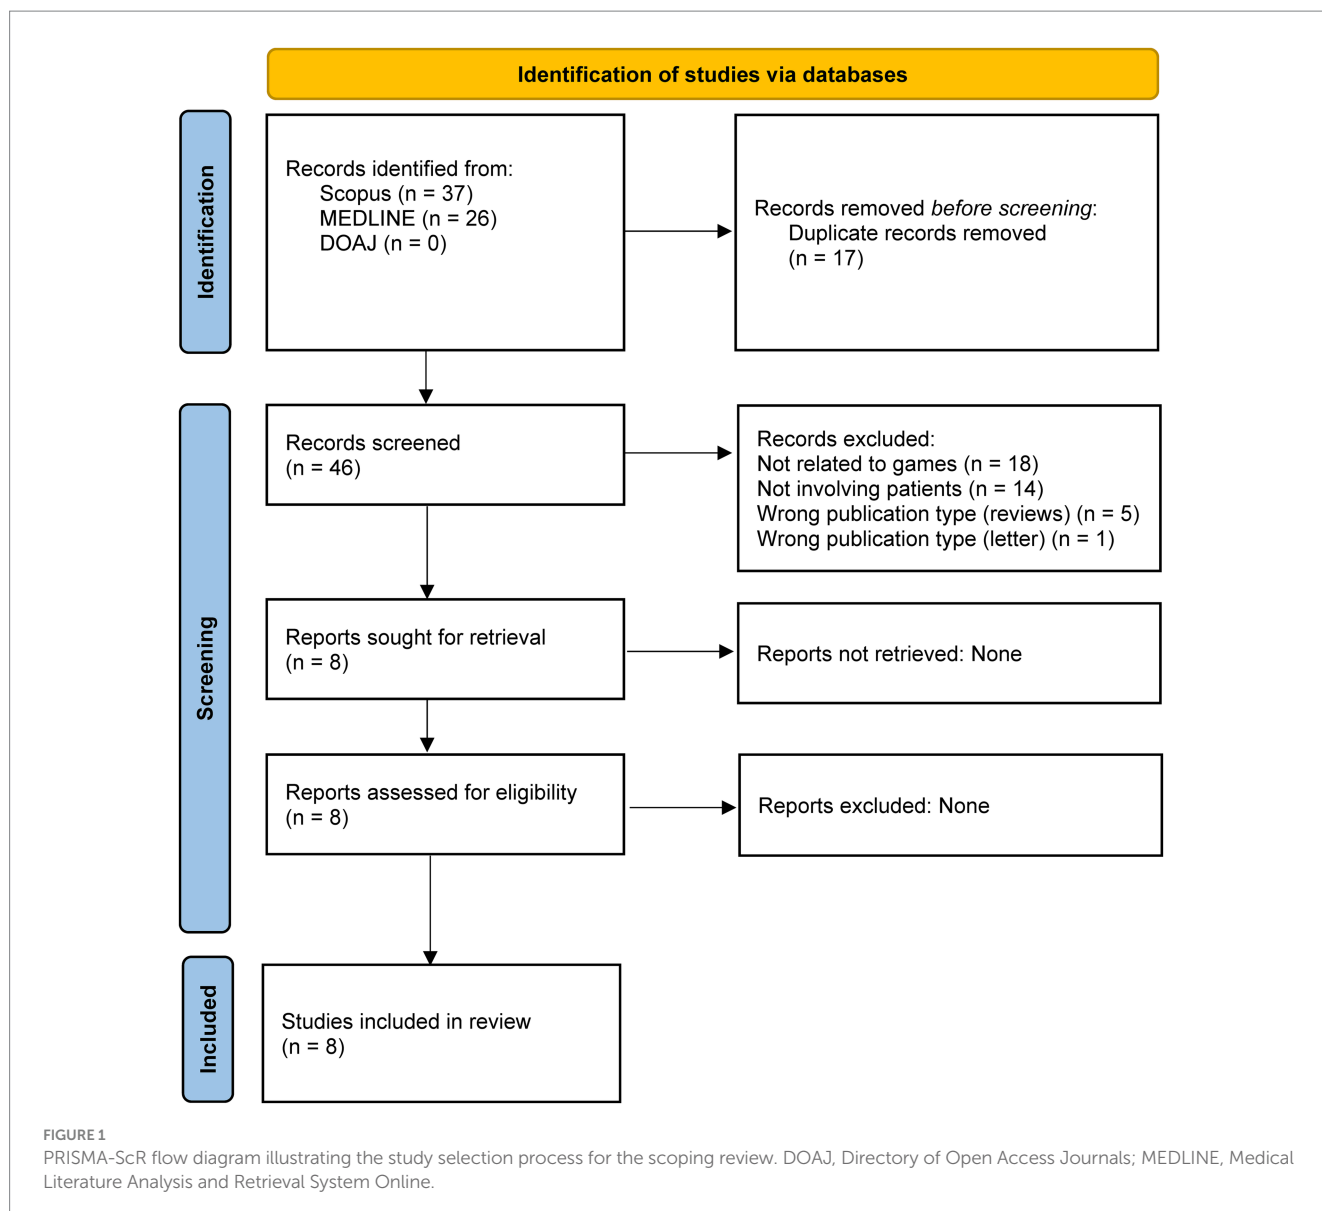 Identification of studies via databases
Identification
Records identified from:
Scopus (n = 37)
MEDLINE (n = 26)
DOAJ (n = 0)
Records removed before screening:
Duplicate records removed
(n = 17)
Screening
Records screened
(n = 46)
Records excluded:
Not related to games (n = 18)
Not involving patients (n = 14)
Wrong publication type (reviews) (n = 5)
Wrong publication type (letter) (n = 1)
Reports sought for retrieval
(n = 8)
Reports not retrieved: None
Reports assessed for eligibility
(n = 8)
Reports excluded: None
Included
Studies included in review
(n = 8)
FIGURE 1
PRISMA-ScR flow diagram illustrating the study selection process for the scoping review. DOAJ, Directory of Open Access Journals; MEDLINE, Medical
Literature Analysis and Retrieval System Online.